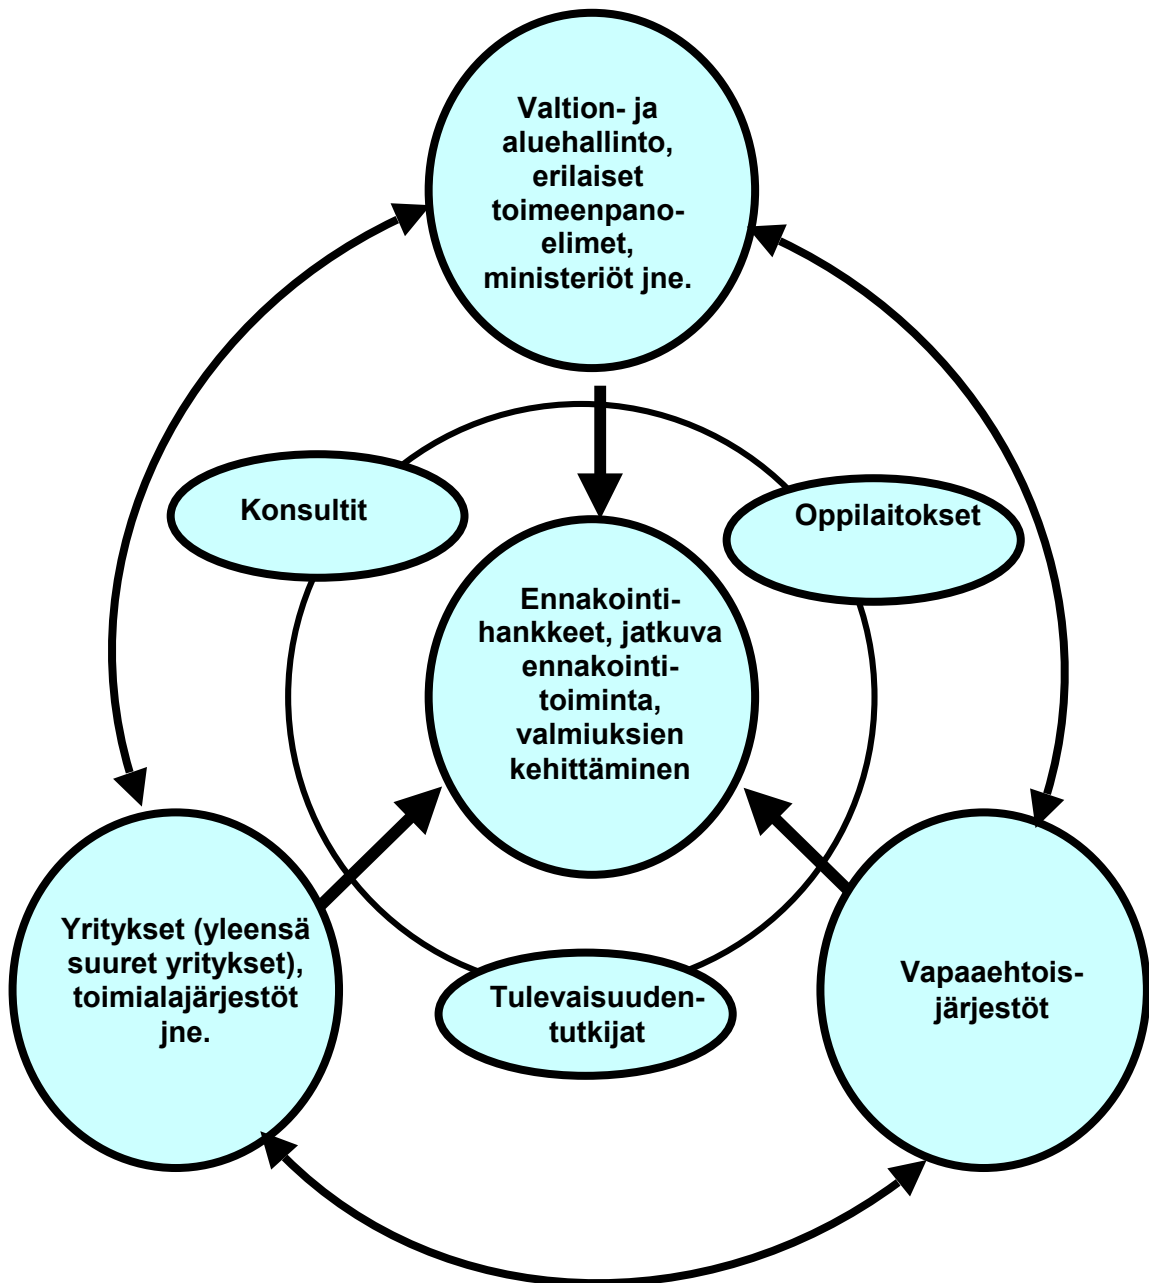 Valtion- ja
aluehallinto,
erilaiset
toimeenpano-
elimet,
ministeriöt jne.
Konsultit
Oppilaitokset
Ennakointi-
hankkeet, jatkuva
ennakointi-
toiminta,
valmiuksien
kehittäminen
Yritykset (yleensä
suuret yritykset),
toimialajärjestöt
jne.
Tulevaisuuden-
tutkijat
Vapaaehtois-
järjestöt